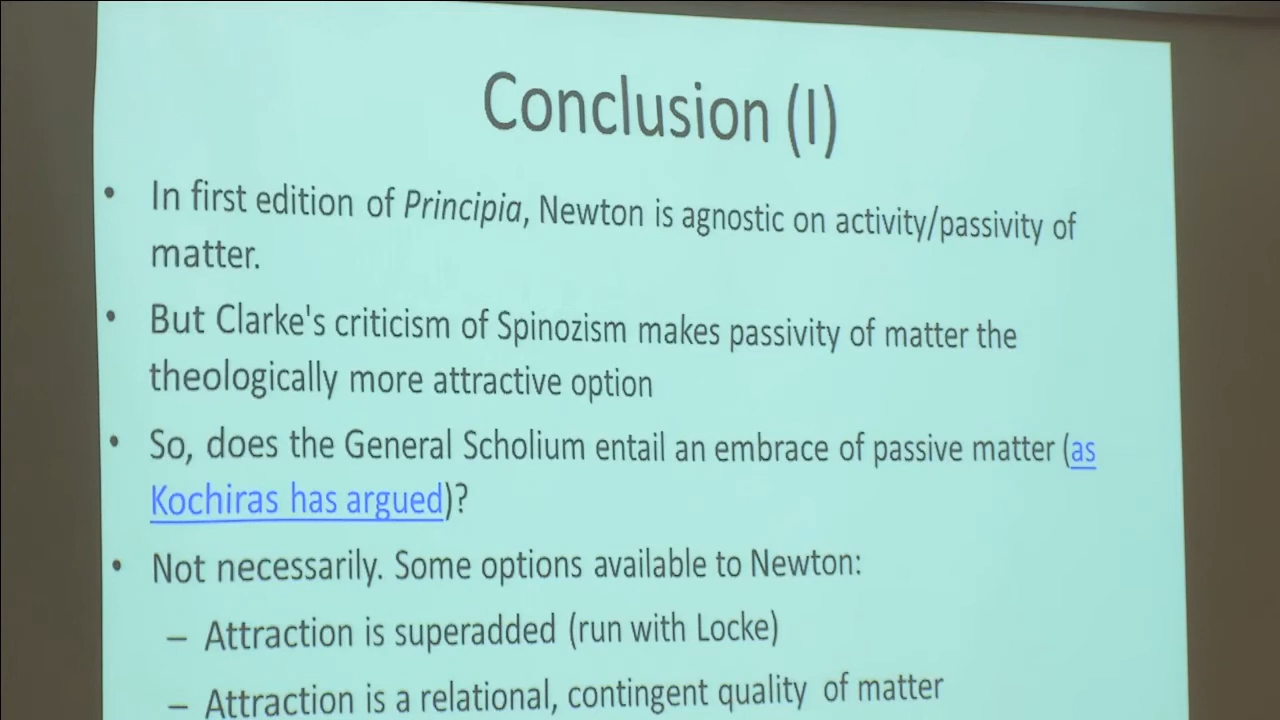 Conclusion (I)
• In first edition of Principia, Newton is agnostic on activity/passivity of
matter.
• But Clarke's criticism of Spinozism makes passivity of matter the
theologically more attractive option
• So, does the General Scholium entail an embrace of passive matter (as
Kochiras has argued)?
• Not necessarily. Some options available to Newton:
– Attraction is superadded (run with Locke)
– Attraction is a relational, contingent quality of matter